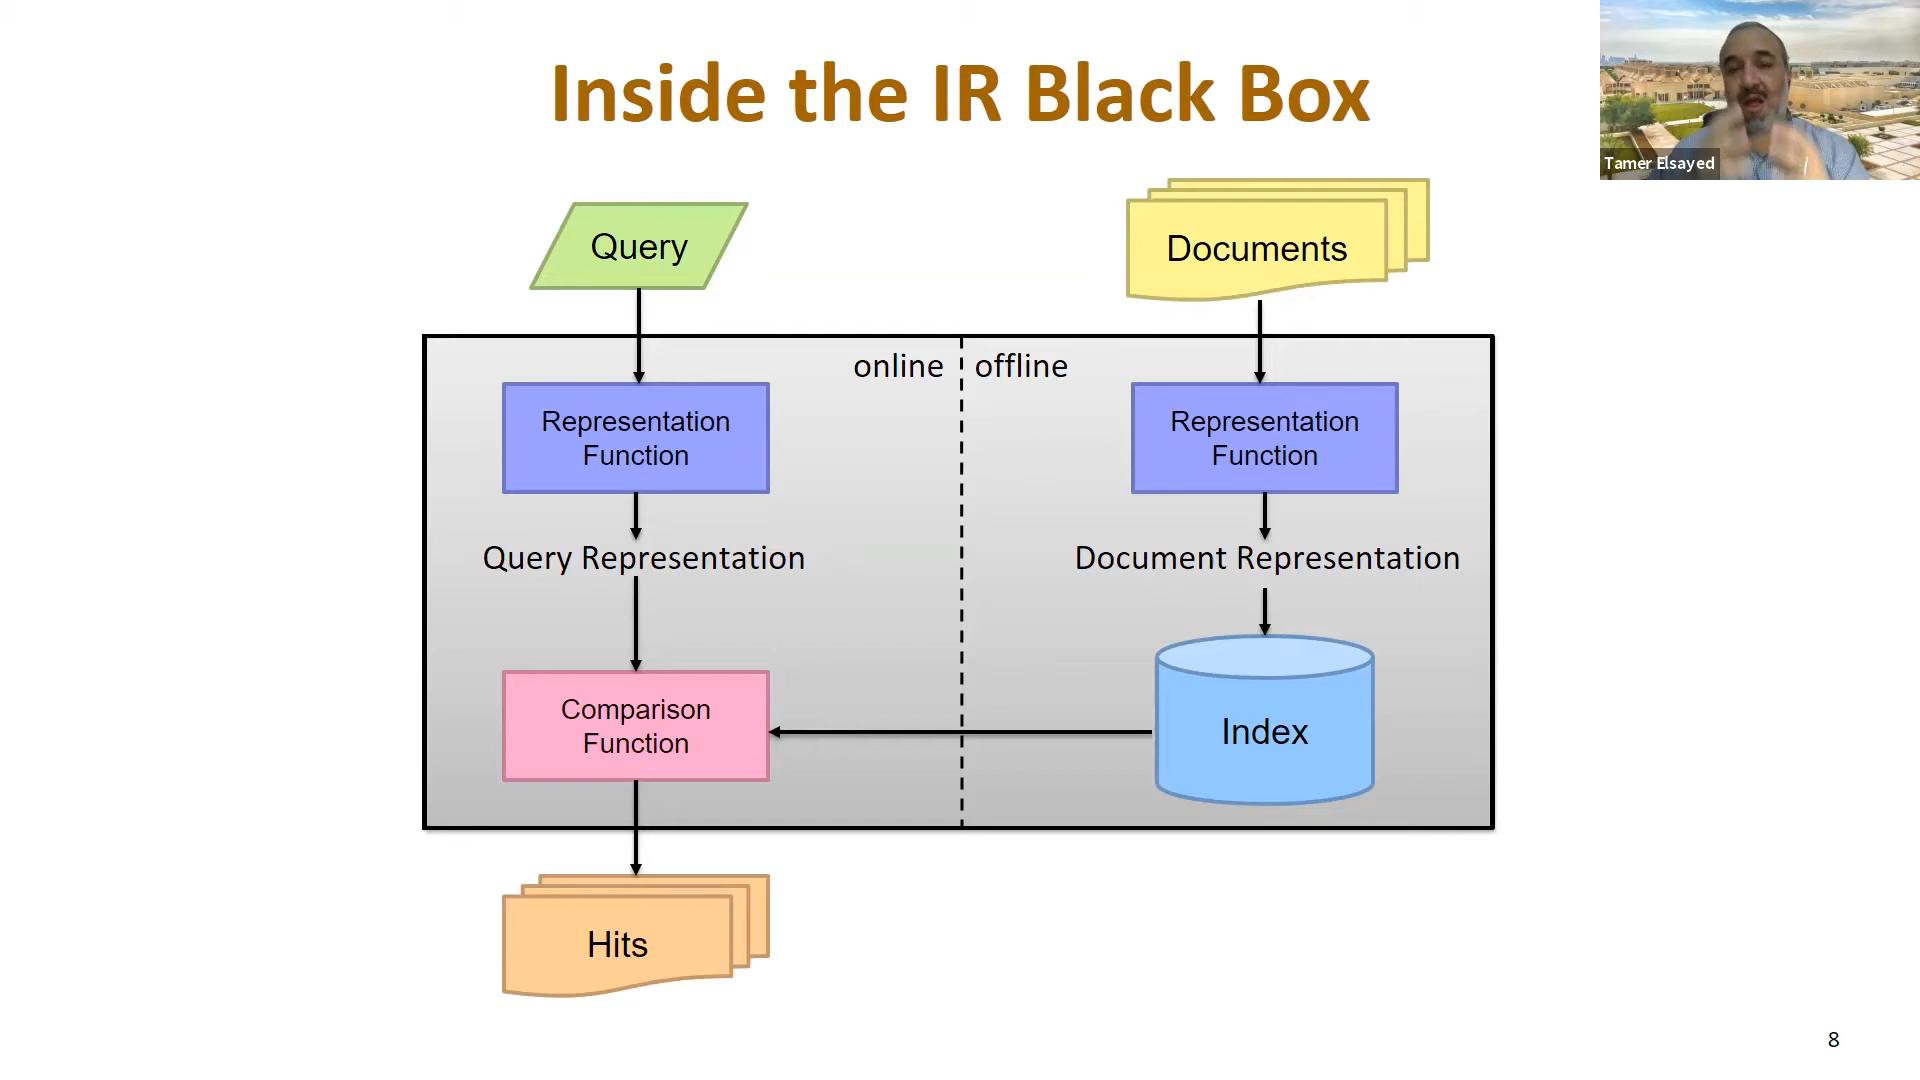 Inside the IR Black Box
Tamer Elsayed
Query
Documents
online
offline
Representation
Function
Representation
Function
Query Representation
Document Representation
Comparison
Function
Index
Hits
8